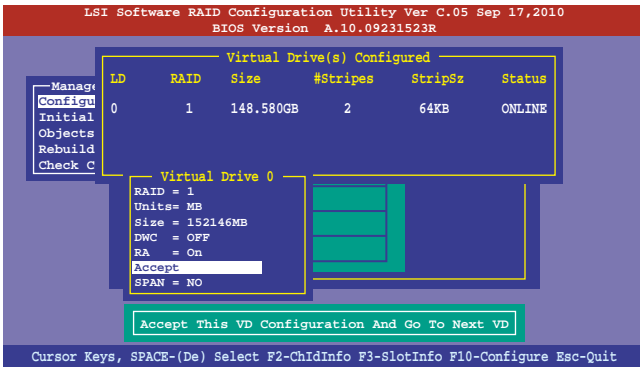 LSI Software RAID Configuration Utility Ver C.05 Sep 17,2010
BIOS Version A.10.09231523R
Virtual Drive(s) Configured
LD RAID Size #Stripes StripSz Status
0 1 148.580GB 2 64KB ONLINE
Manage
Configu
Initial
Objects
Rebuild
Check C
Virtual Drive 0
RAID = 1
Units= MB
Size = 152146MB
DWC = OFF
RA = On
Accept
SPAN = NO
Accept This VD Configuration And Go To Next VD
Cursor Keys, SPACE-(De) Select F2-ChIdInfo F3-SlotInfo F10-Configure Esc-Quit